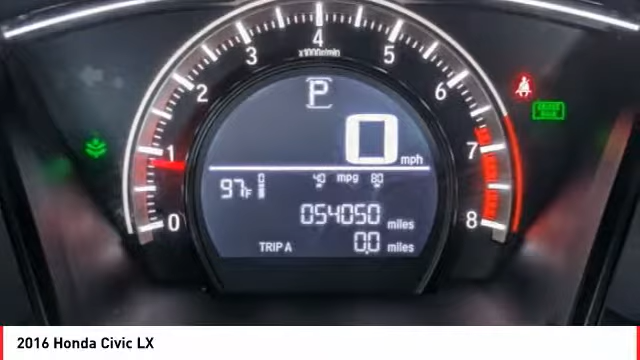 4
3
5
x1000r/min
2
6
P
1
7
0
mph
97°F
0
40
mpg
80
054050 miles
0
8
TRIP A
0.0 miles
2016 Honda Civic LX